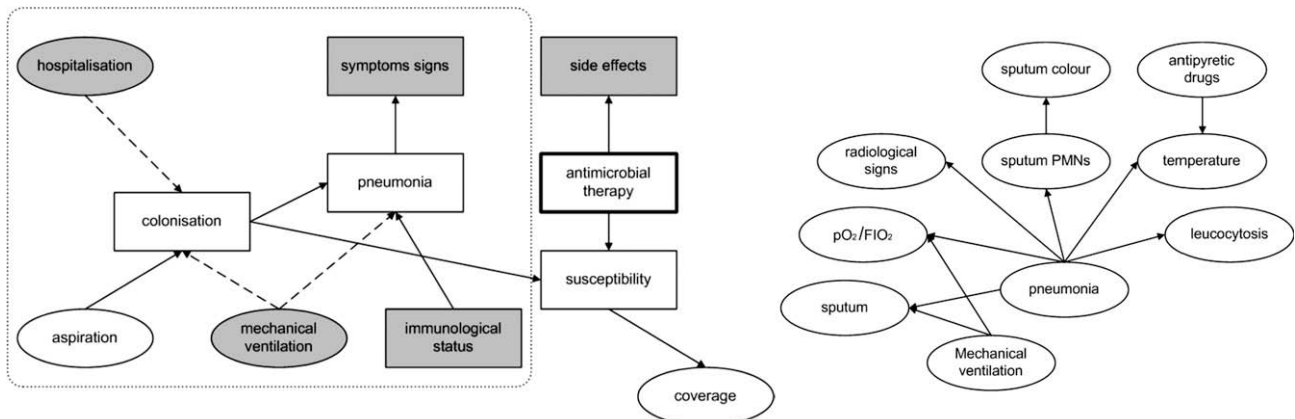 hospitalisation
symptoms signs
side effects
pneumonia
antimicrobial
therapy
colonisation
susceptibility
aspiration
mechanical
ventilation
immunological
status
coverage
sputum colour
antipyretic
drugs
radiological
signs
sputum PMNs
temperature
pO₂/FIO₂
leucocytosis
pneumonia
sputum
Mechanical
ventilation